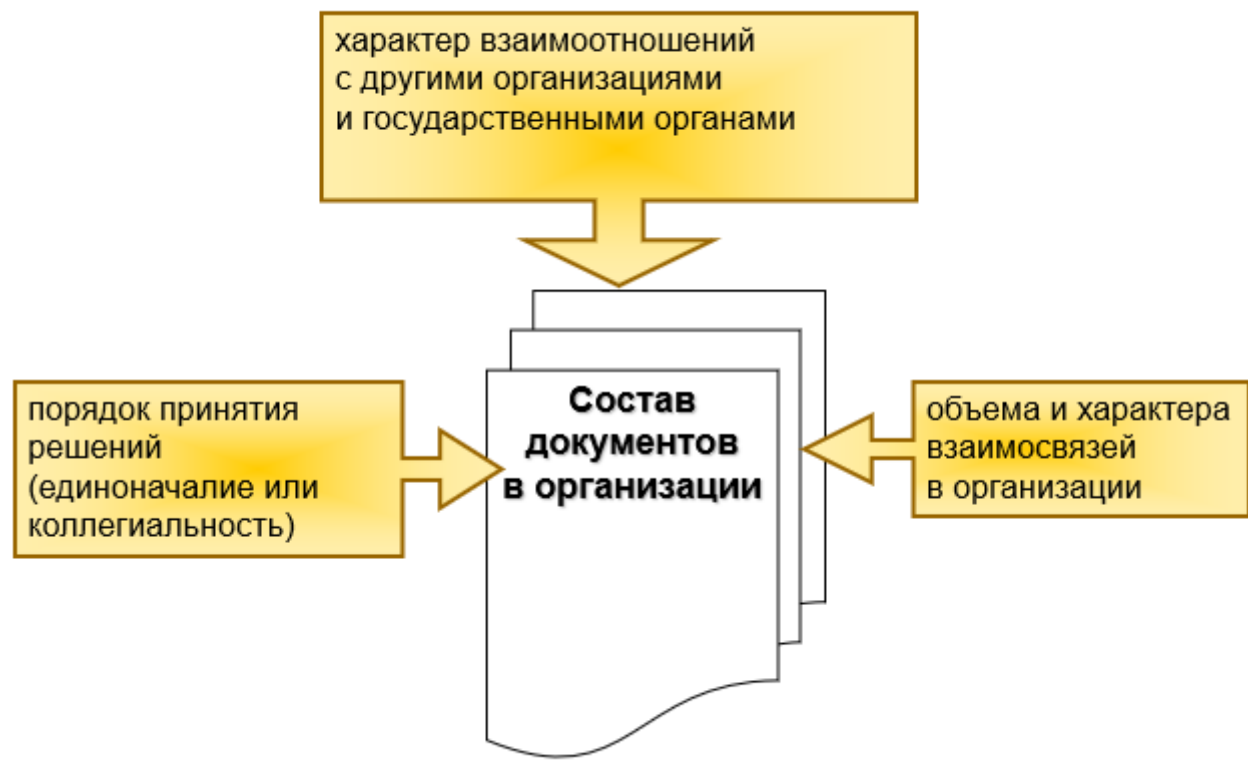 характер взаимоотношений
с другими организациями
и государственными органами
порядок принятия
решений
(единоначалие или
коллегиальность)
Состав
документов
в организации
объема и характера
взаимосвязей
в организации